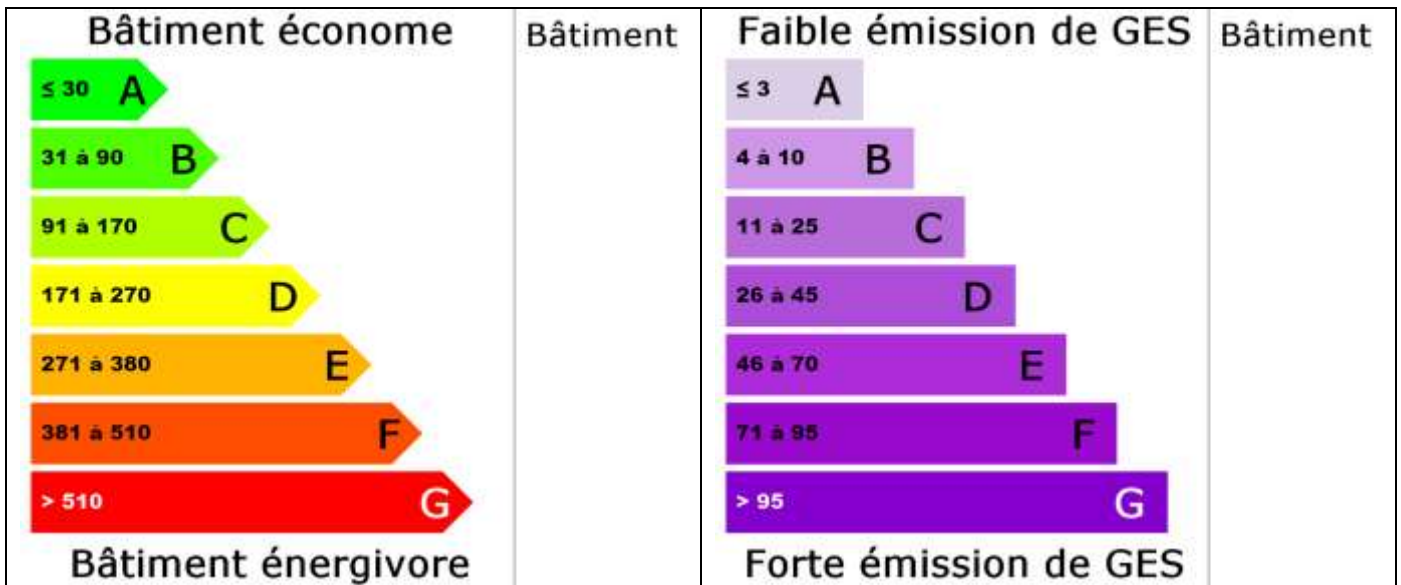 Bâtiment économe
Bâtiment
≤ 30 A
31 à 90 B
91 à 170 C
171 à 270 D
271 à 380 E
381 à 510 F
> 510 G
Bâtiment énergivore
Faible émission de GES
Bâtiment
≤ 3 A
4 à 10 B
11 à 25 C
26 à 45 D
46 à 70 E
71 à 95 F
> 95 G
Forte émission de GES